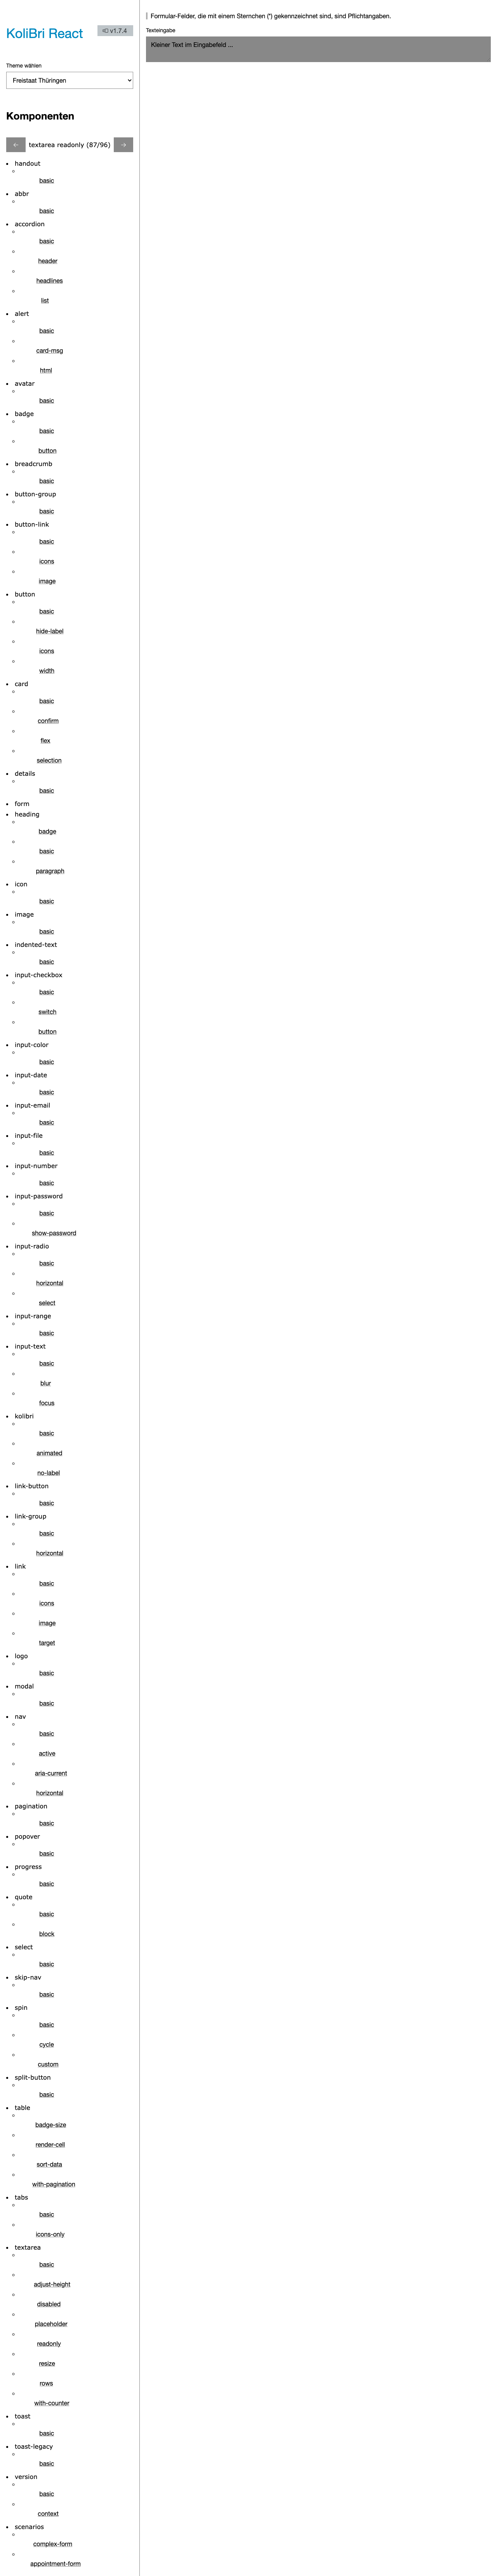 KoliBri React
v1.7.4
Theme wählen
Freistaat Thüringen
Komponenten
← textarea readonly (87/96) →
handout
basic
abbr
basic
accordion
basic
header
headlines
list
alert
basic
card-msg
html
avatar
basic
badge
basic
button
breadcrumb
basic
button-group
basic
button-link
basic
icons
image
button
basic
hide-label
icons
width
card
basic
confirm
flex
selection
details
basic
form
heading
badge
basic
paragraph
icon
basic
image
basic
indented-text
basic
input-checkbox
basic
switch
button
input-color
basic
input-date
basic
input-email
basic
input-file
basic
input-number
basic
input-password
basic
show-password
input-radio
basic
horizontal
select
input-range
basic
input-text
basic
blur
focus
kolibri
basic
animated
no-label
link-button
basic
link-group
basic
horizontal
link
basic
icons
image
target
logo
basic
modal
basic
nav
basic
active
aria-current
horizontal
pagination
basic
popover
basic
progress
basic
quote
basic
block
select
basic
skip-nav
basic
spin
basic
cycle
custom
split-button
basic
table
badge-size
render-cell
sort-data
with-pagination
tabs
basic
icons-only
textarea
basic
adjust-height
disabled
placeholder
readonly
resize
rows
with-counter
toast
basic
toast-legacy
basic
version
basic
context
scenarios
complex-form
appointment-form
Formular-Felder, die mit einem Sternchen (*) gekennzeichnet sind, sind Pflichtangaben.
Texteingabe
Kleiner Text im Eingabefeld ...